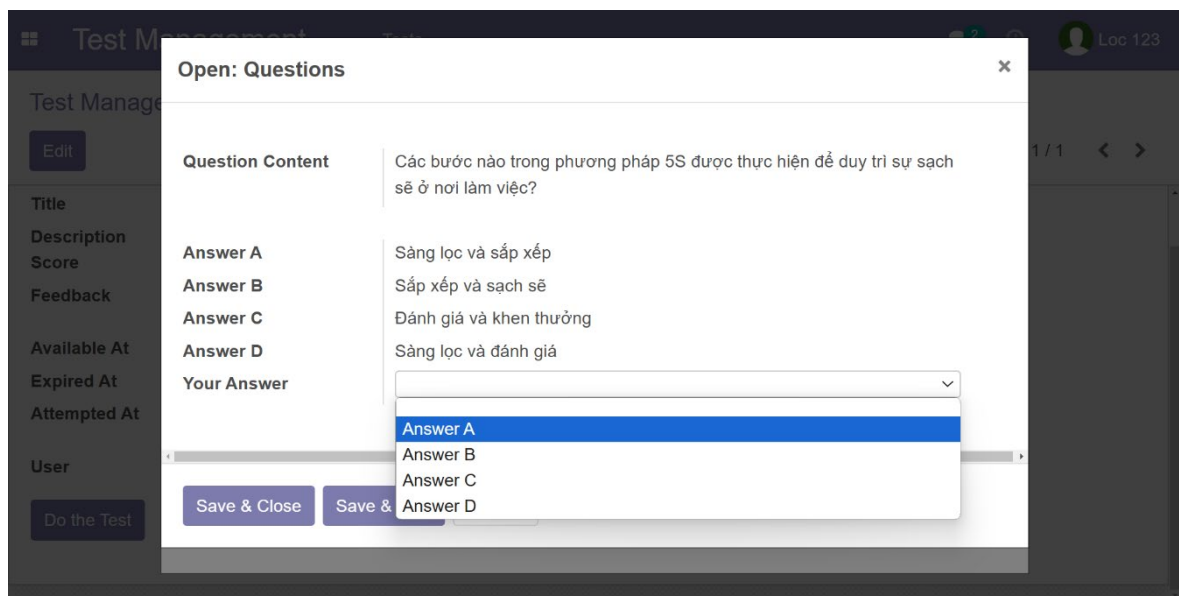 Test M
2
Loc 123
Open: Questions
×
Test Manage
Edit
1 / 1
Question Content
Các bước nào trong phương pháp 5S được thực hiện để duy trì sự sạch
sẽ ở nơi làm việc?
Title
Description
Score
Feedback
Available At
Expired At
Attempted At
User
Do the Test
Answer A
Sàng lọc và sắp xếp
Answer B
Sắp xếp và sạch sẽ
Answer C
Đánh giá và khen thưởng
Answer D
Sàng lọc và đánh giá
Your Answer
Answer A
Answer B
Answer C
Answer D
Save & Close
Save &